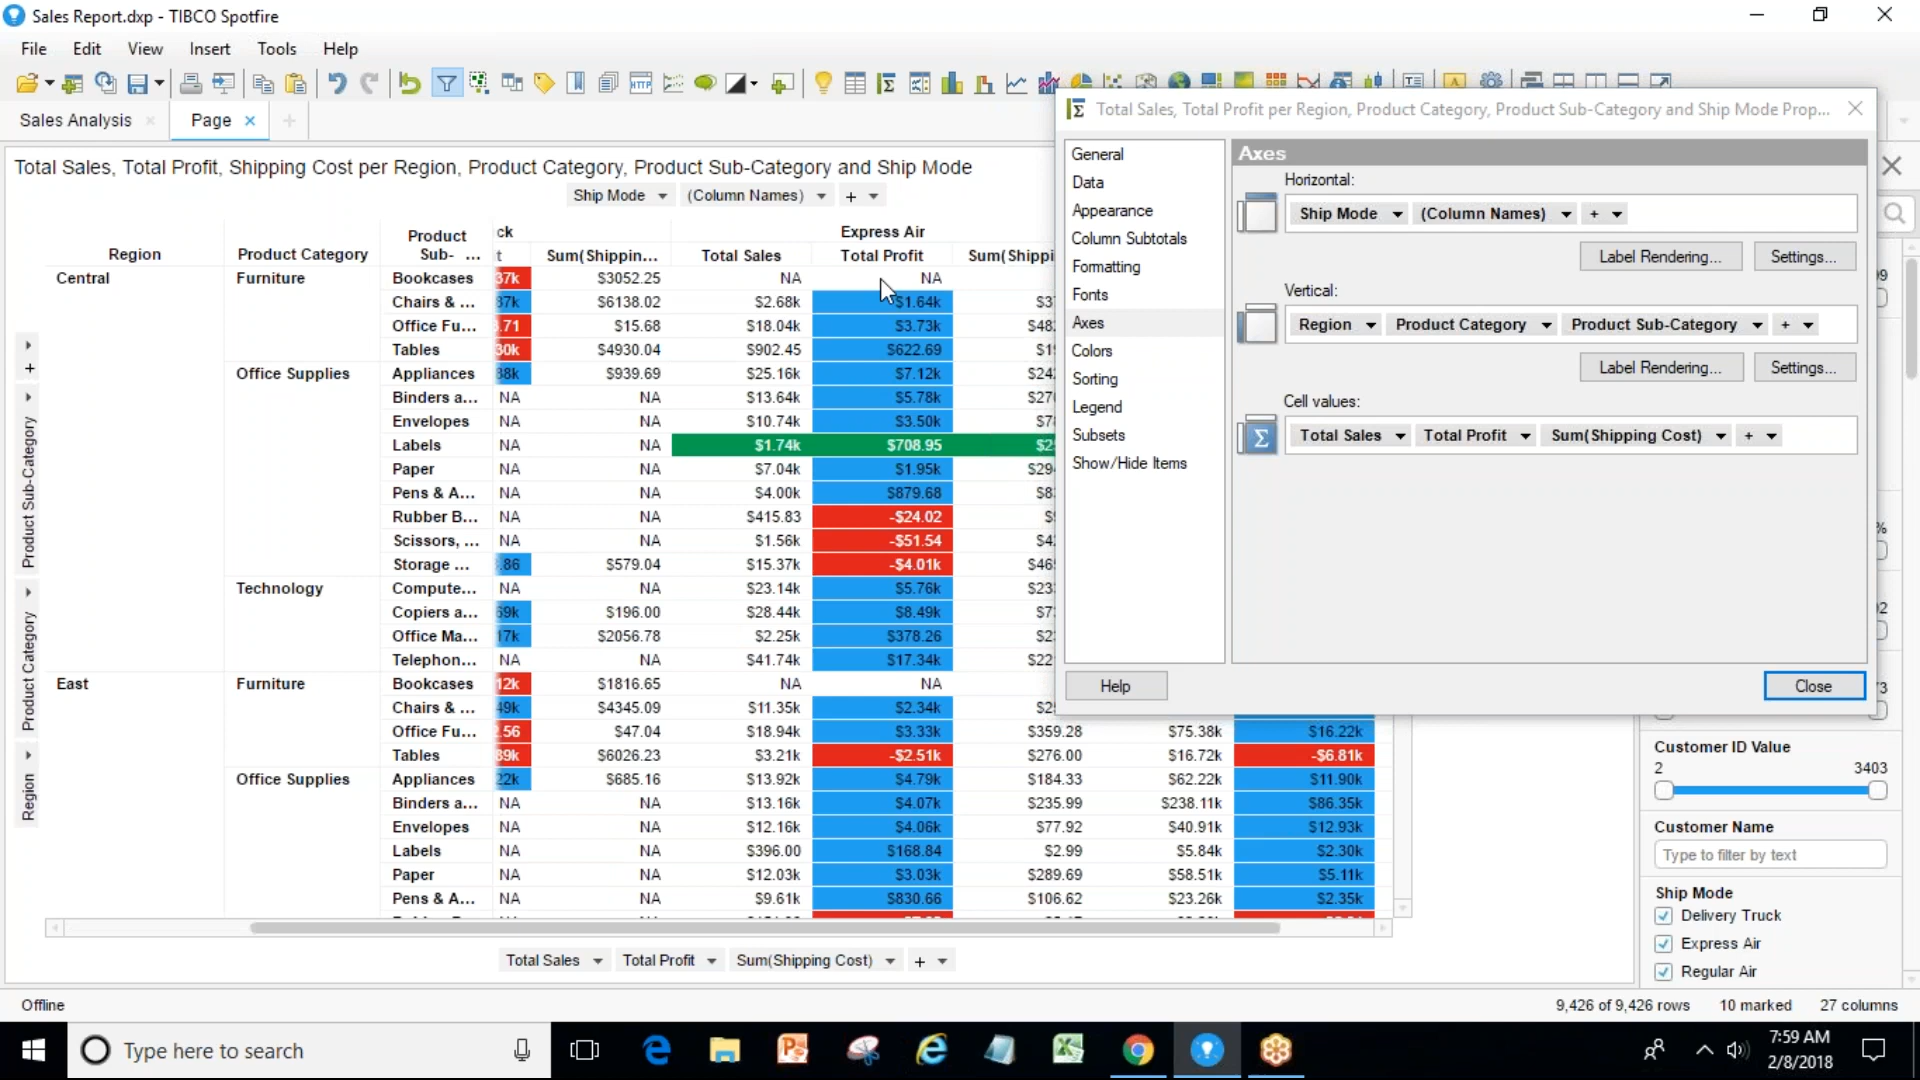 Sales Report.dxp - TIBCO Spotfire
File Edit View Insert Tools Help
Sales Analysis Page
Total Sales, Total Profit, Shipping Cost per Region, Product Category, Product Sub-Category and Ship Mode
Ship Mode (Column Names) +
ck Express Air
Region Product Category Product Sub- ... t Sum(Shippin... Total Sales Total Profit Sum(Shippi
Central Furniture Bookcases 37k $3052.25 NA NA
Chairs & ... 37k $6138.02 $2.68k $1.64k
Office Fu... .71 $15.68 $18.04k $3.73k
Tables 30k $4930.04 $902.45 $622.69
Office Supplies Appliances 38k $939.69 $25.16k $7.12k
Binders a... NA NA $13.64k $5.78k
Envelopes NA NA $10.74k $3.50k
Labels NA NA $1.74k $708.95
Paper NA NA $7.04k $1.95k
Pens & A... NA NA $4.00k $879.68
Rubber B... NA NA $415.83 -$24.02
Scissors, ... NA NA $1.56k -$51.54
Storage ... .86 $579.04 $15.37k -$4.01k
Technology Compute... NA NA $23.14k $5.76k
Copiers a... 69k $196.00 $28.44k $8.49k
Office Ma... 17k $2056.78 $2.25k $378.26
Telephon... NA NA $41.74k $17.34k
East Furniture Bookcases 12k $1816.65 NA NA
Chairs & ... 49k $4345.09 $11.35k $2.34k
Office Fu... .56 $47.04 $18.94k $3.33k $359.28 $75.38k $16.22k
Tables 39k $6026.23 $3.21k -$2.51k $276.00 $16.72k -$6.81k
Office Supplies Appliances 22k $685.16 $13.92k $4.79k $184.33 $62.22k $11.90k
Binders a... NA NA $13.16k $4.07k $235.99 $238.11k $86.35k
Envelopes NA NA $12.16k $4.06k $77.92 $40.91k $12.93k
Labels NA NA $396.00 $168.84 $2.99 $5.84k $2.30k
Paper NA NA $12.03k $3.03k $289.69 $58.51k $5.11k
Pens & A... NA NA $9.61k $830.66 $106.62 $23.26k $2.35k
+
Product Sub-Category
Product Category
Region
Total Sales Total Profit Sum(Shipping Cost) +
Total Sales, Total Profit per Region, Product Category, Product Sub-Category and Ship Mode Prop...
General
Data
Appearance
Column Subtotals
Formatting
Fonts
Axes
Colors
Sorting
Legend
Subsets
Show/Hide Items
Axes
Horizontal:
Ship Mode (Column Names) +
Label Rendering... Settings...
Vertical:
Region Product Category Product Sub-Category +
Label Rendering... Settings...
Cell values:
Total Sales Total Profit Sum(Shipping Cost) +
Help Close
Customer ID Value
2 3403
Customer Name
Type to filter by text
Ship Mode
Delivery Truck
Express Air
Regular Air
Offline 9,426 of 9,426 rows 10 marked 27 columns
Type here to search
7:59 AM
2/8/2018